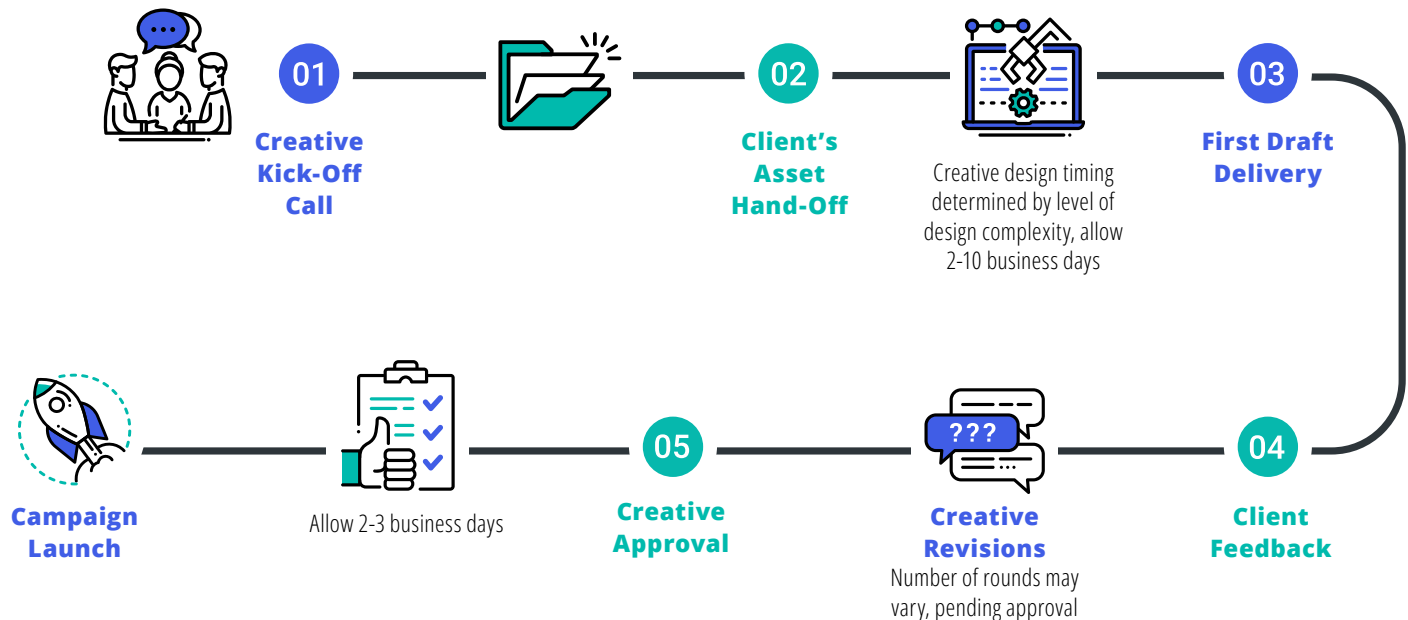 01
Creative
Kick-Off
Call
02
Client's
Asset
Hand-Off
Creative design timing
determined by level of
design complexity, allow
2-10 business days
03
First Draft
Delivery
04
Client
Feedback
???
Creative
Revisions
Number of rounds may
vary, pending approval
05
Creative
Approval
Allow 2-3 business days
Campaign
Launch